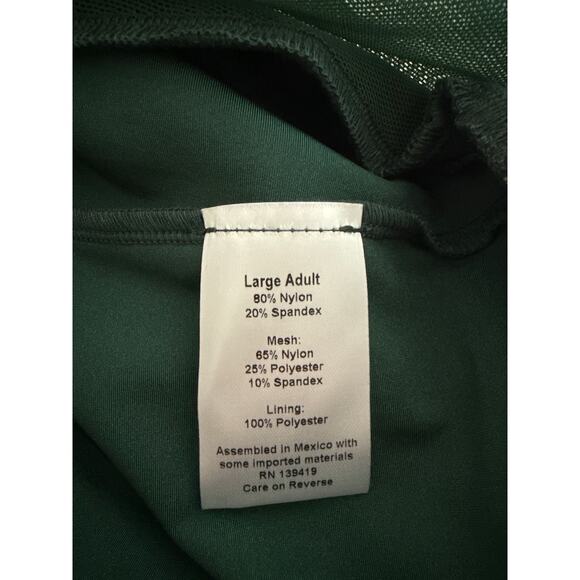 Large Adult
80% Nylon
20% Spandex
Mesh:
65% Nylon
25% Polyester
10% Spandex
Lining:
100% Polyester
Assembled in Mexico with
some imported materials
RN 139419
Care on Reverse